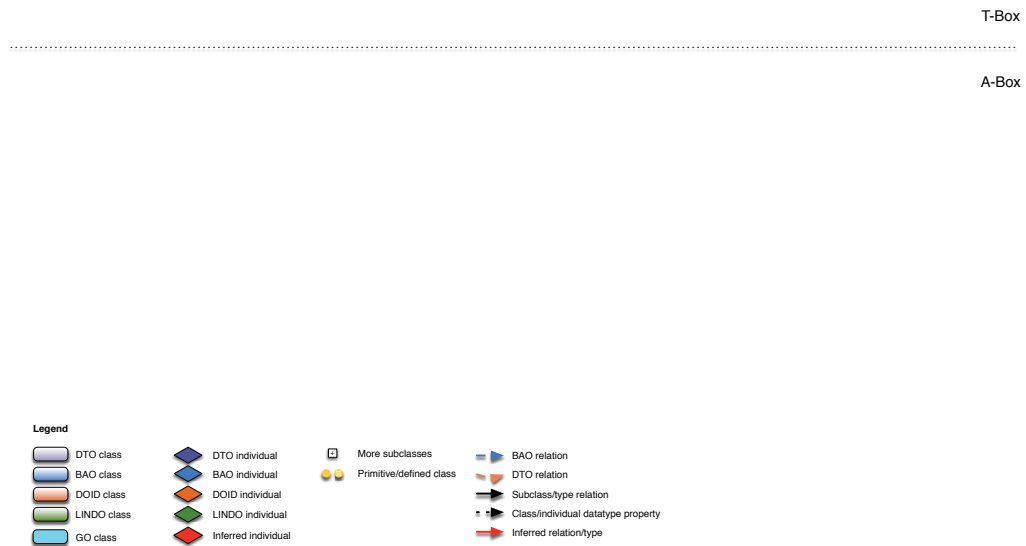 T-Box
A-Box
Legend
DTO class
BAO class
DOID class
LINDO class
GO class
DTO individual
BAO individual
DOID individual
LINDO individual
Inferred individual
More subclasses
Primitive/defined class
BAO relation
DTO relation
Subclass/type relation
Class/individual datatype property
Inferred relation/type